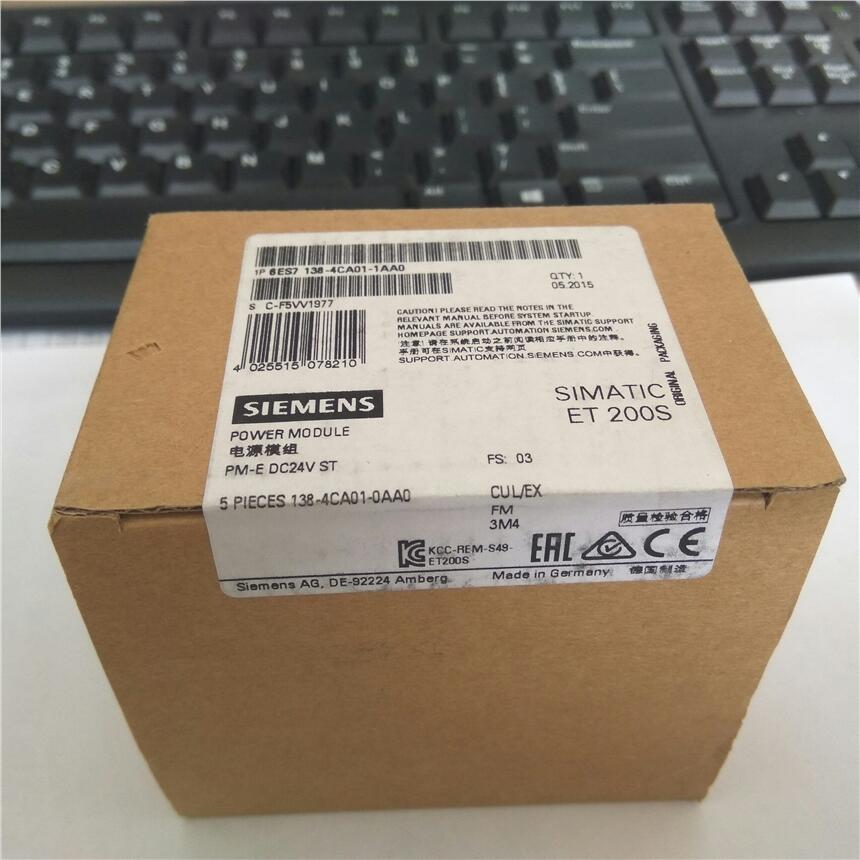 1P 6ES7 138-4CA01-1AA0
QTY: 1
05.2015
S C-F5VV1977
CAUTION! PLEASE READ THE NOTES IN THE
RELEVANT MANUAL BEFORE SYSTEM STARTUP.
MANUALS ARE AVAILABLE FROM THE SIMATIC SUPPORT
HOMEPAGE SUPPORT.AUTOMATION.SIEMENS.COM
注意! 请在系统启动之前阅读相应手册中的注释。
手册可在SIMATIC支持网页
SUPPORT.AUTOMATION.SIEMENS.COM中获得。
4 025515 078210
ORIGINAL PACKAGING
SIEMENS
SIMATIC
ET 200S
POWER MODULE
电源模组
PM-E DC24V ST
FS: 03
5 PIECES 138-4CA01-0AA0
CUL/EX
FM
3M4
质量检验合格
KCC-REM-S49-
ET200S
EAC
CE
Siemens AG, DE-92224 Amberg
Made in Germany 德国制造